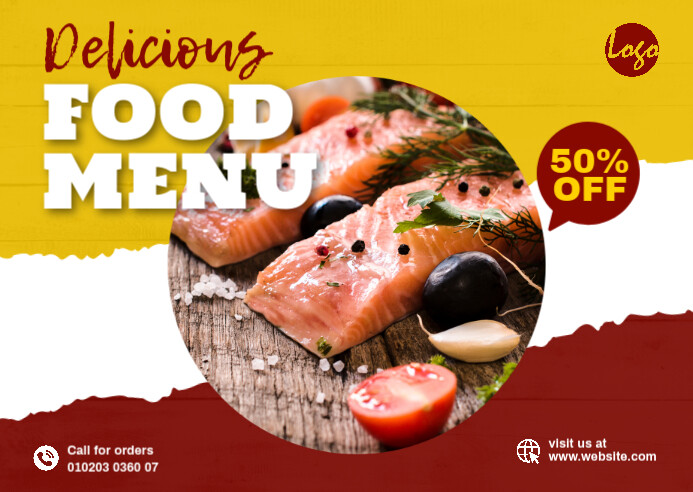 Delicious
FOOD
MENU
Logo
50%
OFF
Call for orders
010203 0360 07
visit us at
www.website.com